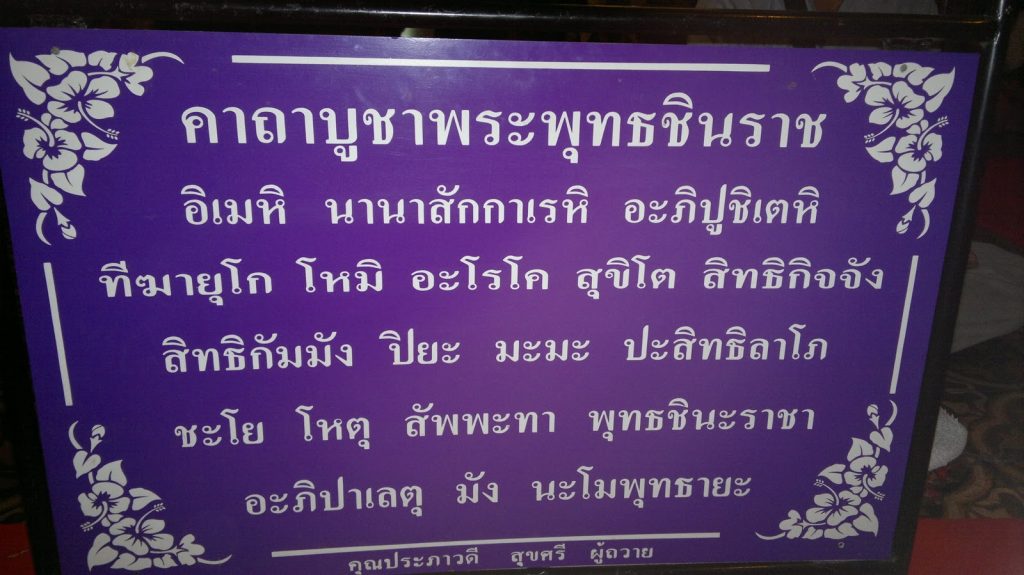 คาถาบูชาพระพุทธชินราช
อิเมหิ นานาสักกาเรหิ อะภิปูชิเตหิ
ทีฆายุโก โหมิ อะโรโค สุขิโต สิทธิกิจจัง
สิทธิกัมมัง ปิยะ มะมะ ปะสิทธิลาโภ
ชะโย โหตุ สัพพะทา พุทธชินะราชา
อะภิปาเลตุ มัง นะโมพุทธายะ
คุณประภาวดี สุขศรี ผู้ถวาย